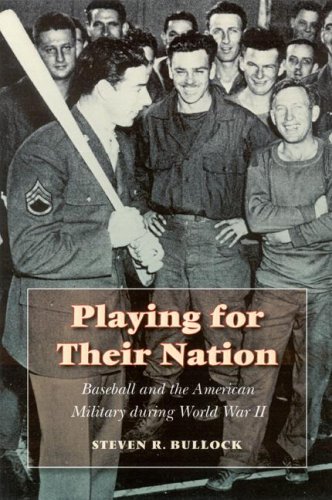 Playing for
Their Nation
Baseball and the American
Military during World War II
STEVEN R. BULLOCK